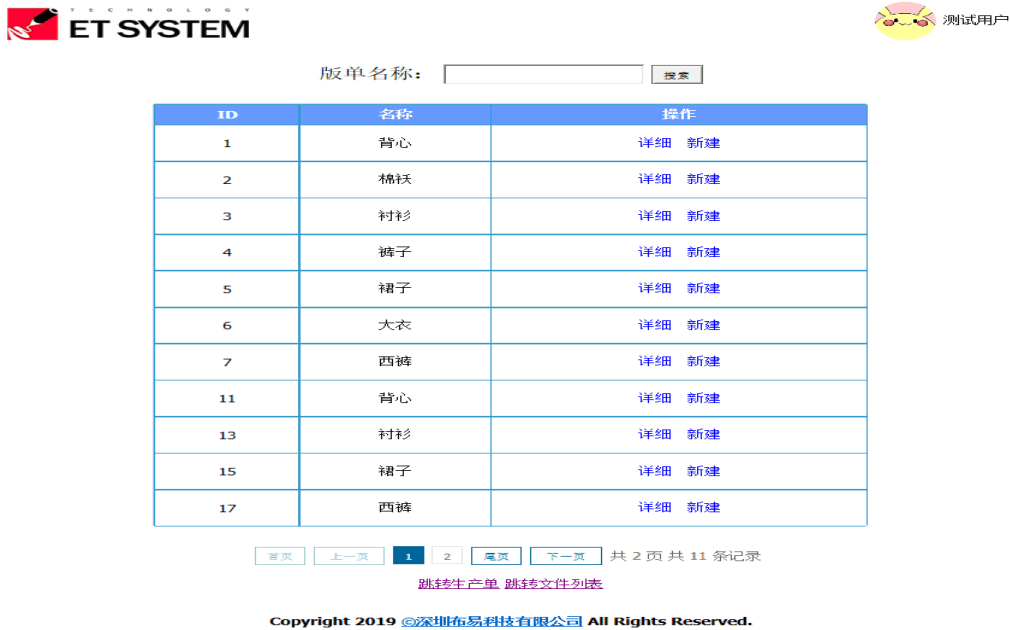 TECHNOLOGY
ET SYSTEM
测试用户
版单名称： 搜索
ID 名称 操作
1 背心 详细 新建
2 棉袄 详细 新建
3 衬衫 详细 新建
4 裤子 详细 新建
5 裙子 详细 新建
6 大衣 详细 新建
7 西裤 详细 新建
11 背心 详细 新建
13 衬衫 详细 新建
15 裙子 详细 新建
17 西裤 详细 新建
首页 上一页 1 2 尾页 下一页 共 2 页 共 11 条记录
跳转生产单 跳转文件列表
Copyright 2019 ©深圳布易科技有限公司 All Rights Reserved.